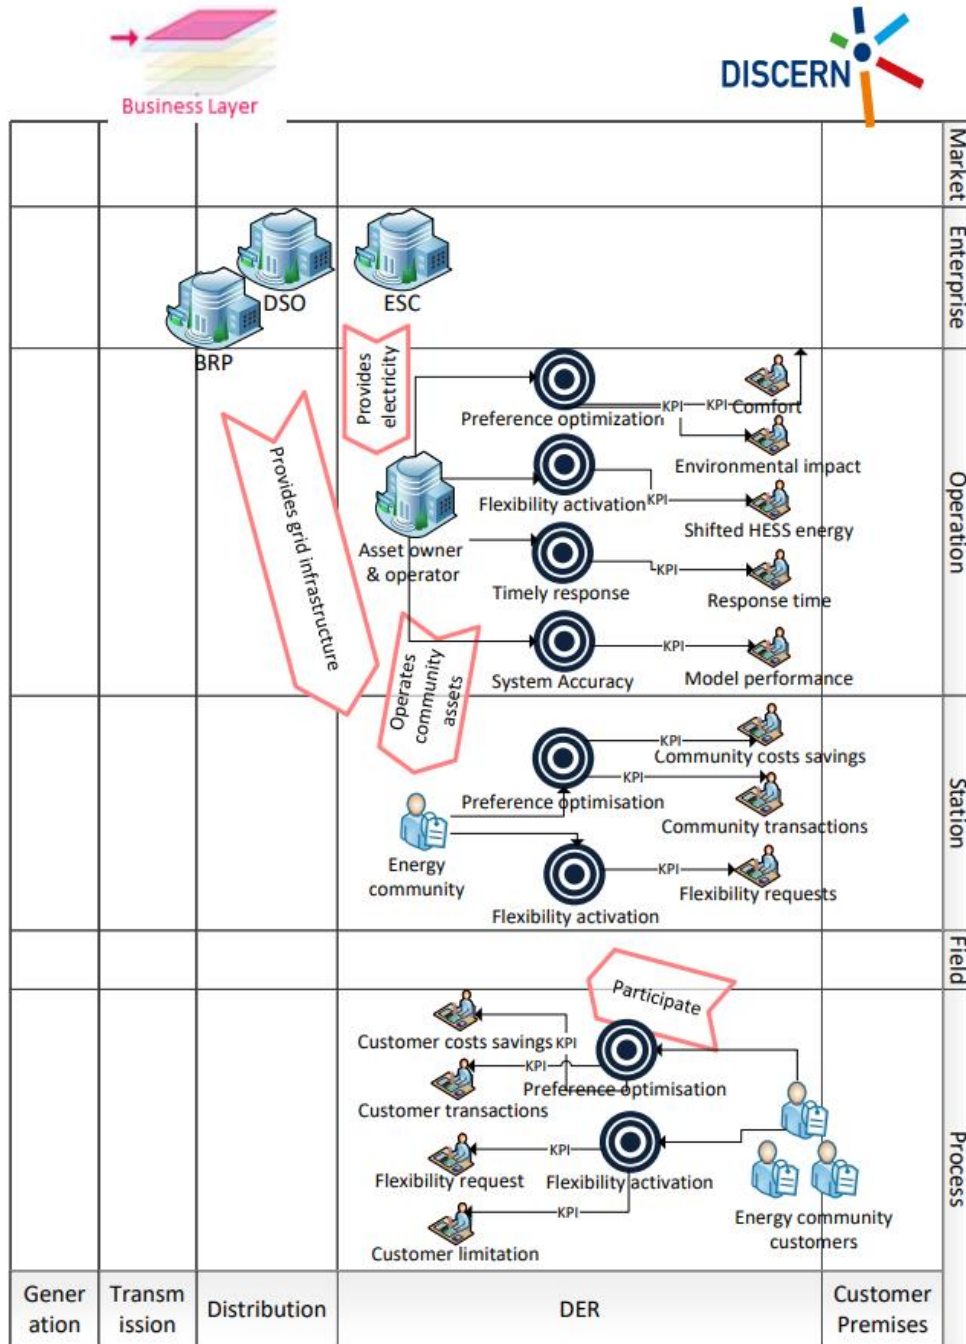 Business Layer
DISCERN
Market
Enterprise
DSO
ESC
BRP
Provides
electricity
Provides grid infrastructure
Operation
Preference optimization
KPI
KPI
Comfort
Environmental impact
Flexibility activation
KPI
Shifted HESS energy
Asset owner
& operator
Timely response
KPI
Response time
System Accuracy
KPI
Model performance
Operates
community
assets
Station
KPI
Community costs savings
Preference optimisation
KPI
Community transactions
Energy
community
Flexibility activation
KPI
Flexibility requests
Field
Participate
Process
Customer costs savings
KPI
KPI
Preference optimisation
Customer transactions
KPI
Flexibility request
Flexibility activation
KPI
Customer limitation
Energy community
customers
Gener
ation
Transm
ission
Distribution
DER
Customer
Premises